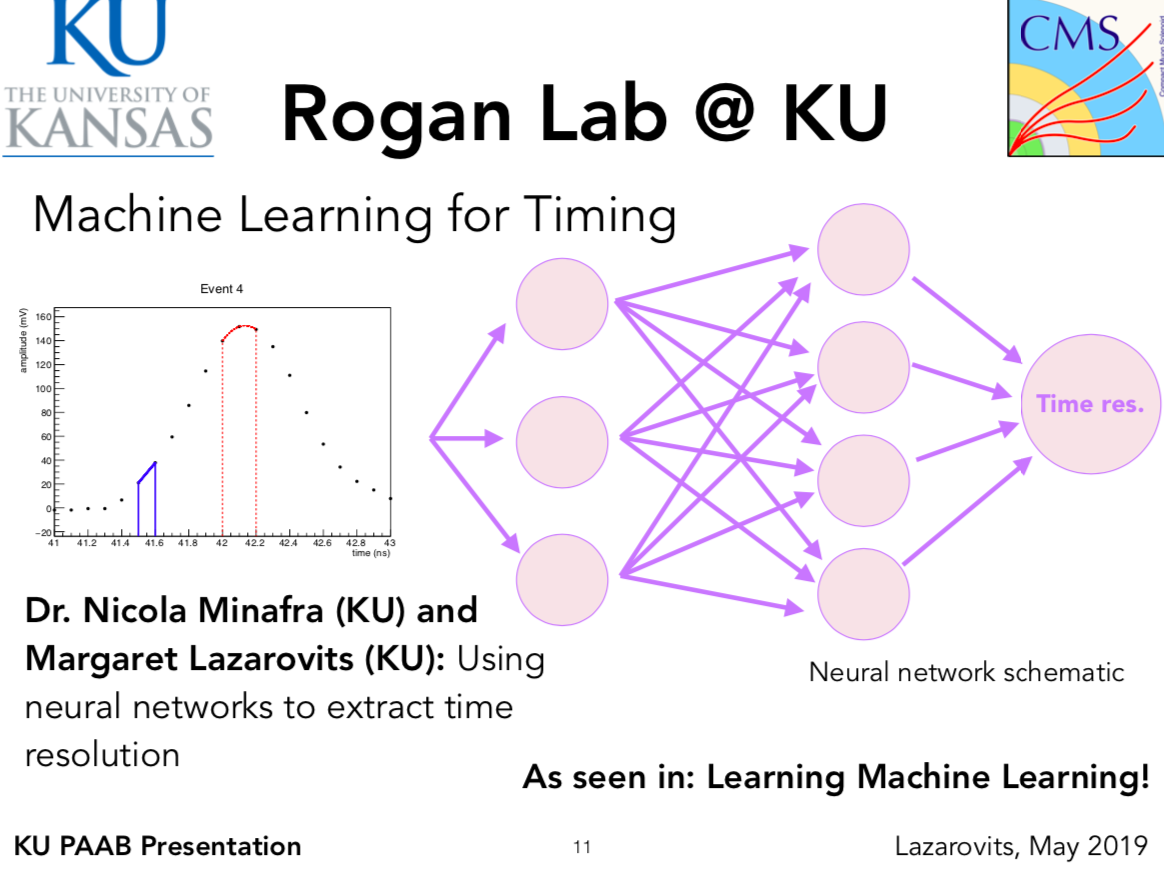 KU
THE UNIVERSITY OF
KANSAS
Rogan Lab @ KU
CMS
Compact Muon Solenoid
Machine Learning for Timing
Event 4
amplitude (mV)
160
140
120
100
80
60
40
20
0
−20
41 41.2 41.4 41.6 41.8 42 42.2 42.4 42.6 42.8 43
time (ns)
Time res.
Dr. Nicola Minafra (KU) and
Margaret Lazarovits (KU): Using
neural networks to extract time
resolution
Neural network schematic
As seen in: Learning Machine Learning!
KU PAAB Presentation
11
Lazarovits, May 2019